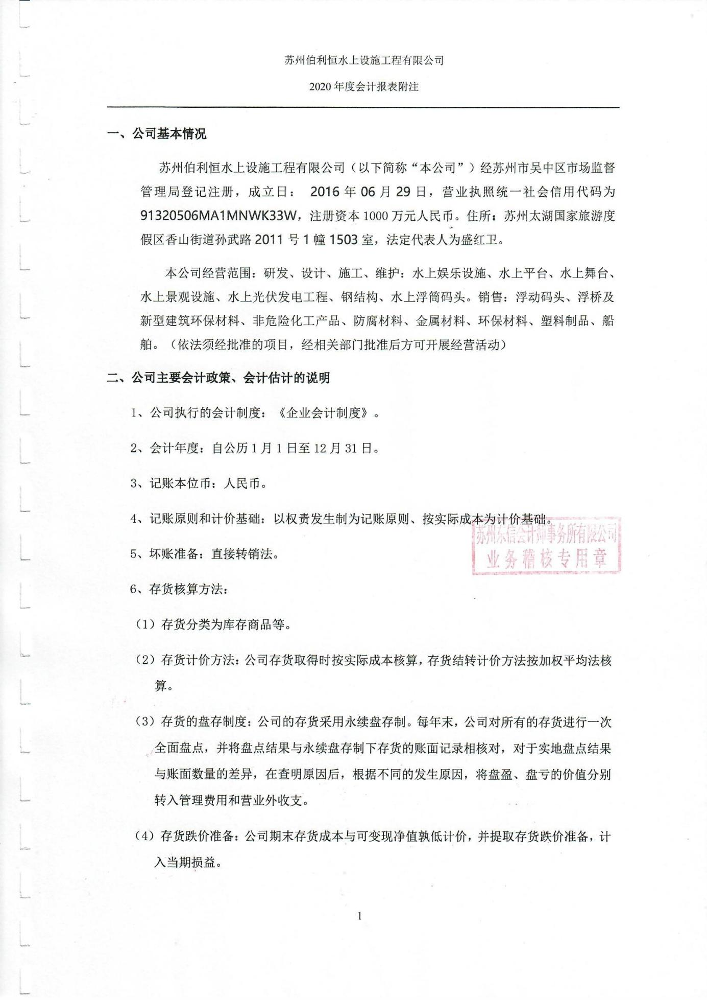 苏州伯利恒水上设施工程有限公司
2020 年度会计报表附注
一、公司基本情况
苏州伯利恒水上设施工程有限公司（以下简称“本公司”）经苏州市吴中区市场监督
管理局登记注册，成立日： 2016 年 06 月 29 日，营业执照统一社会信用代码为
91320506MA1MNWK33W，注册资本 1000 万元人民币。住所：苏州太湖国家旅游度
假区香山街道孙武路 2011 号 1 幢 1503 室，法定代表人为盛红卫。
本公司经营范围：研发、设计、施工、维护：水上娱乐设施、水上平台、水上舞台、
水上景观设施、水上光伏发电工程、钢结构、水上浮筒码头。销售：浮动码头、浮桥及
新型建筑环保材料、非危险化工产品、防腐材料、金属材料、环保材料、塑料制品、船
舶。（依法须经批准的项目，经相关部门批准后方可开展经营活动）
二、公司主要会计政策、会计估计的说明
1、公司执行的会计制度：《企业会计制度》。
2、会计年度：自公历 1 月 1 日至 12 月 31 日。
3、记账本位币：人民币。
4、记账原则和计价基础：以权责发生制为记账原则、按实际成本为计价基础。
苏州东信会计师事务所有限公司
业务稽核专用章
5、坏账准备：直接转销法。
6、存货核算方法：
（1）存货分类为库存商品等。
（2）存货计价方法：公司存货取得时按实际成本核算，存货结转计价方法按加权平均法核
算。
（3）存货的盘存制度：公司的存货采用永续盘存制。每年末，公司对所有的存货进行一次
全面盘点，并将盘点结果与永续盘存制下存货的账面记录相核对，对于实地盘点结果
与账面数量的差异，在查明原因后，根据不同的发生原因，将盘盈、盘亏的价值分别
转入管理费用和营业外收支。
（4）存货跌价准备：公司期末存货成本与可变现净值孰低计价，并提取存货跌价准备，计
入当期损益。
1